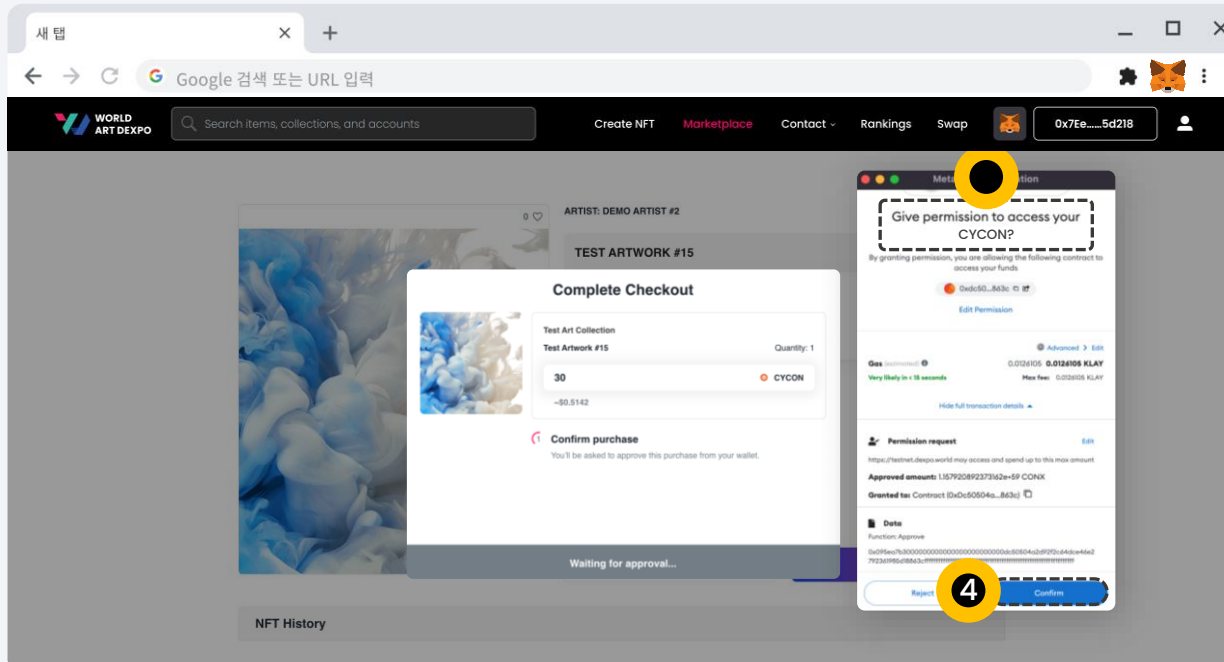 새 탭
Google 검색 또는 URL 입력
WORLD
ART DEXPO
Search items, collections, and accounts
Create NFT
Marketplace
Contact
Rankings
Swap
0x7Ee......5d218
0
ARTIST: DEMO ARTIST #2
TEST ARTWORK #15
Complete Checkout
Test Art Collection
Test Artwork #15
Quantity: 1
30
CYCON
~$0.5142
1
Confirm purchase
You'll be asked to approve this purchase from your wallet.
Waiting for approval...
NFT History
Give permission to access your
CYCON?
By granting permission, you are allowing the following contract to
access your funds
0xdc50...863c
Edit Permission
Advanced > Edit
Gas (estimated)
0.0126105 0.0126105 KLAY
Very likely in < 15 seconds
Max fee: 0.0126105 KLAY
Hide full transaction details
Permission request
Edit
https://testnet.dexpo.world may access and spend up to this max amount
Approved amount: 1.157920892373162e+59 CONX
Granted to: Contract (0xDc50504a...863c)
Data
Function: Approve
Reject
4
Confirm